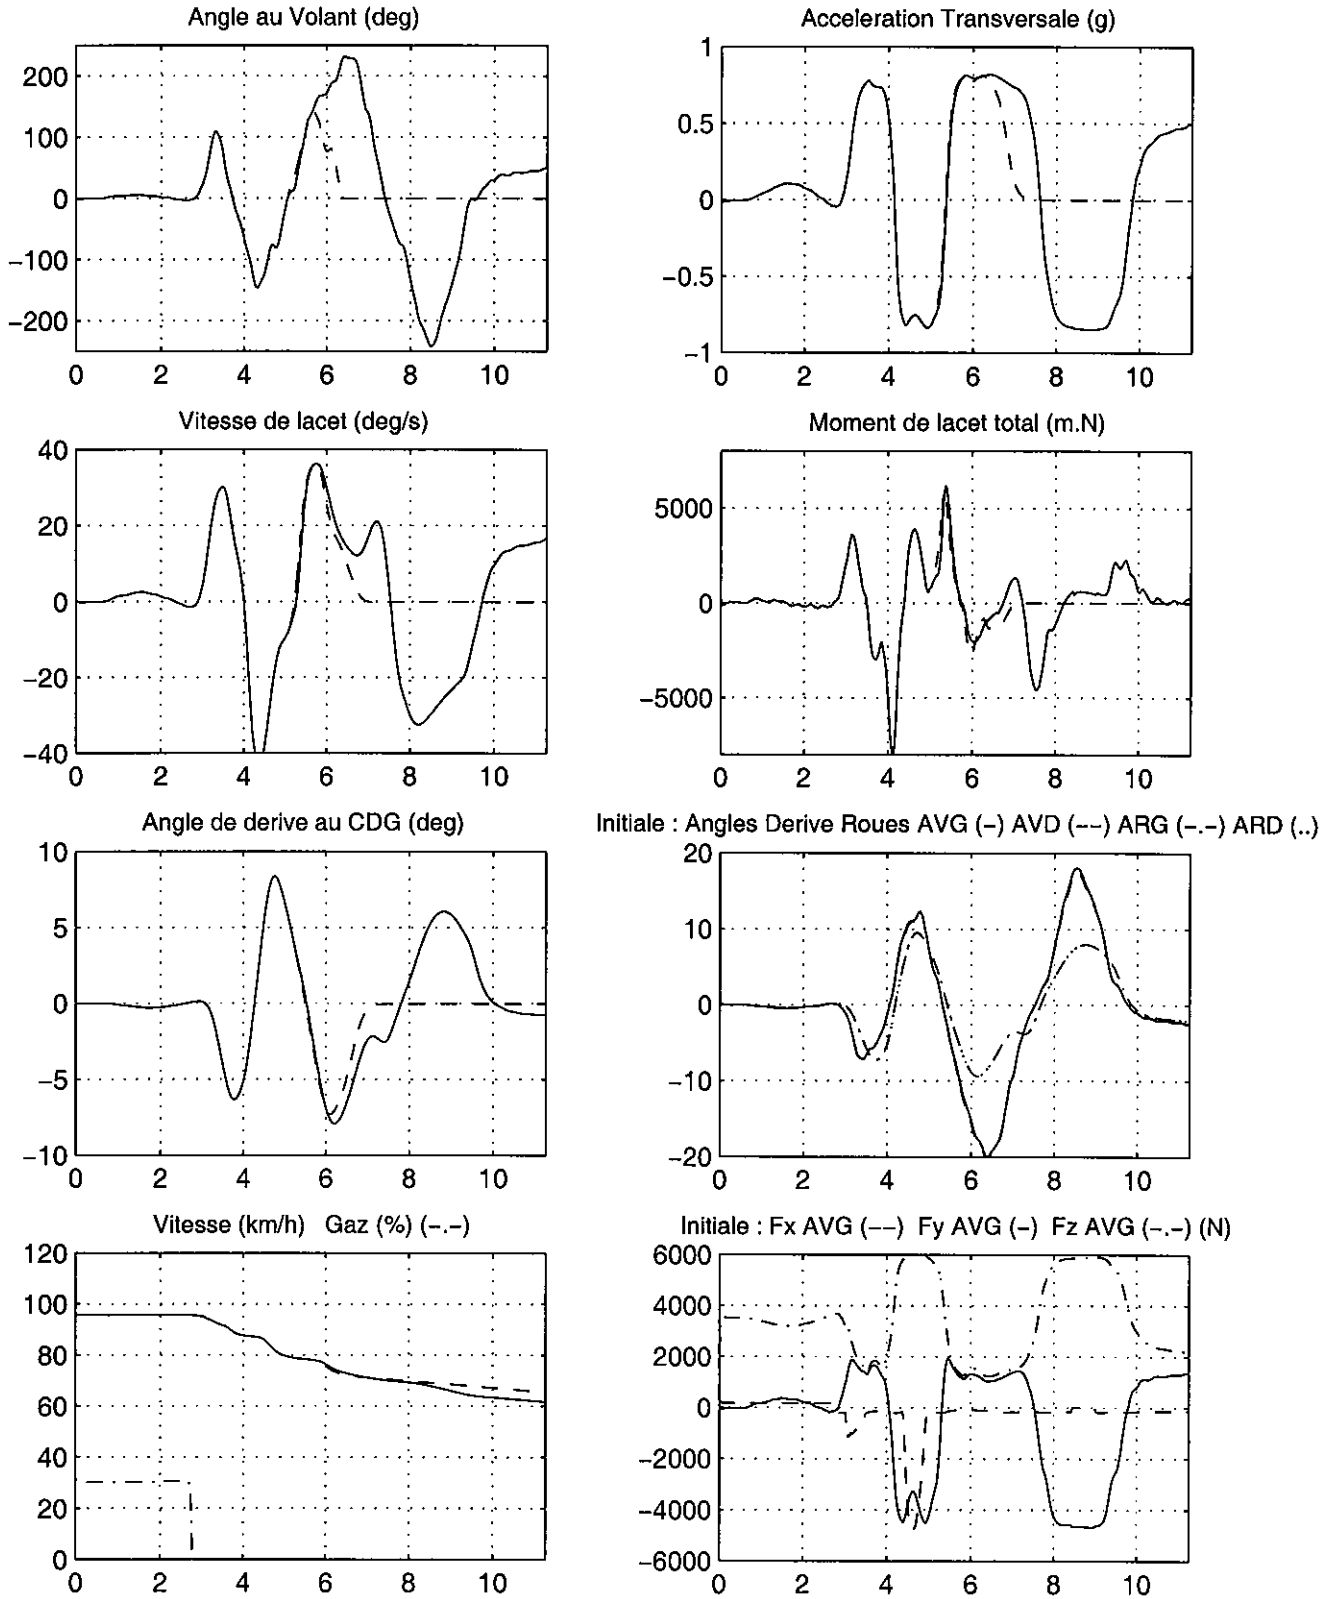 Angle au Volant (deg)
200
100
0
−100
−200
0 2 4 6 8 10
Acceleration Transversale (g)
1
0.5
0
−0.5
−1
0 2 4 6 8 10
Vitesse de lacet (deg/s)
40
20
0
−20
−40
0 2 4 6 8 10
Moment de lacet total (m.N)
5000
0
−5000
0 2 4 6 8 10
Angle de derive au CDG (deg)
10
5
0
−5
−10
0 2 4 6 8 10
Initiale : Angles Derive Roues AVG (−) AVD (−−) ARG (−.−) ARD (..)
20
10
0
−10
−20
0 2 4 6 8 10
Vitesse (km/h) Gaz (%) (−.−)
120
100
80
60
40
20
0
0 2 4 6 8 10
Initiale : Fx AVG (−−) Fy AVG (−) Fz AVG (−.−) (N)
6000
4000
2000
0
−2000
−4000
−6000
0 2 4 6 8 10